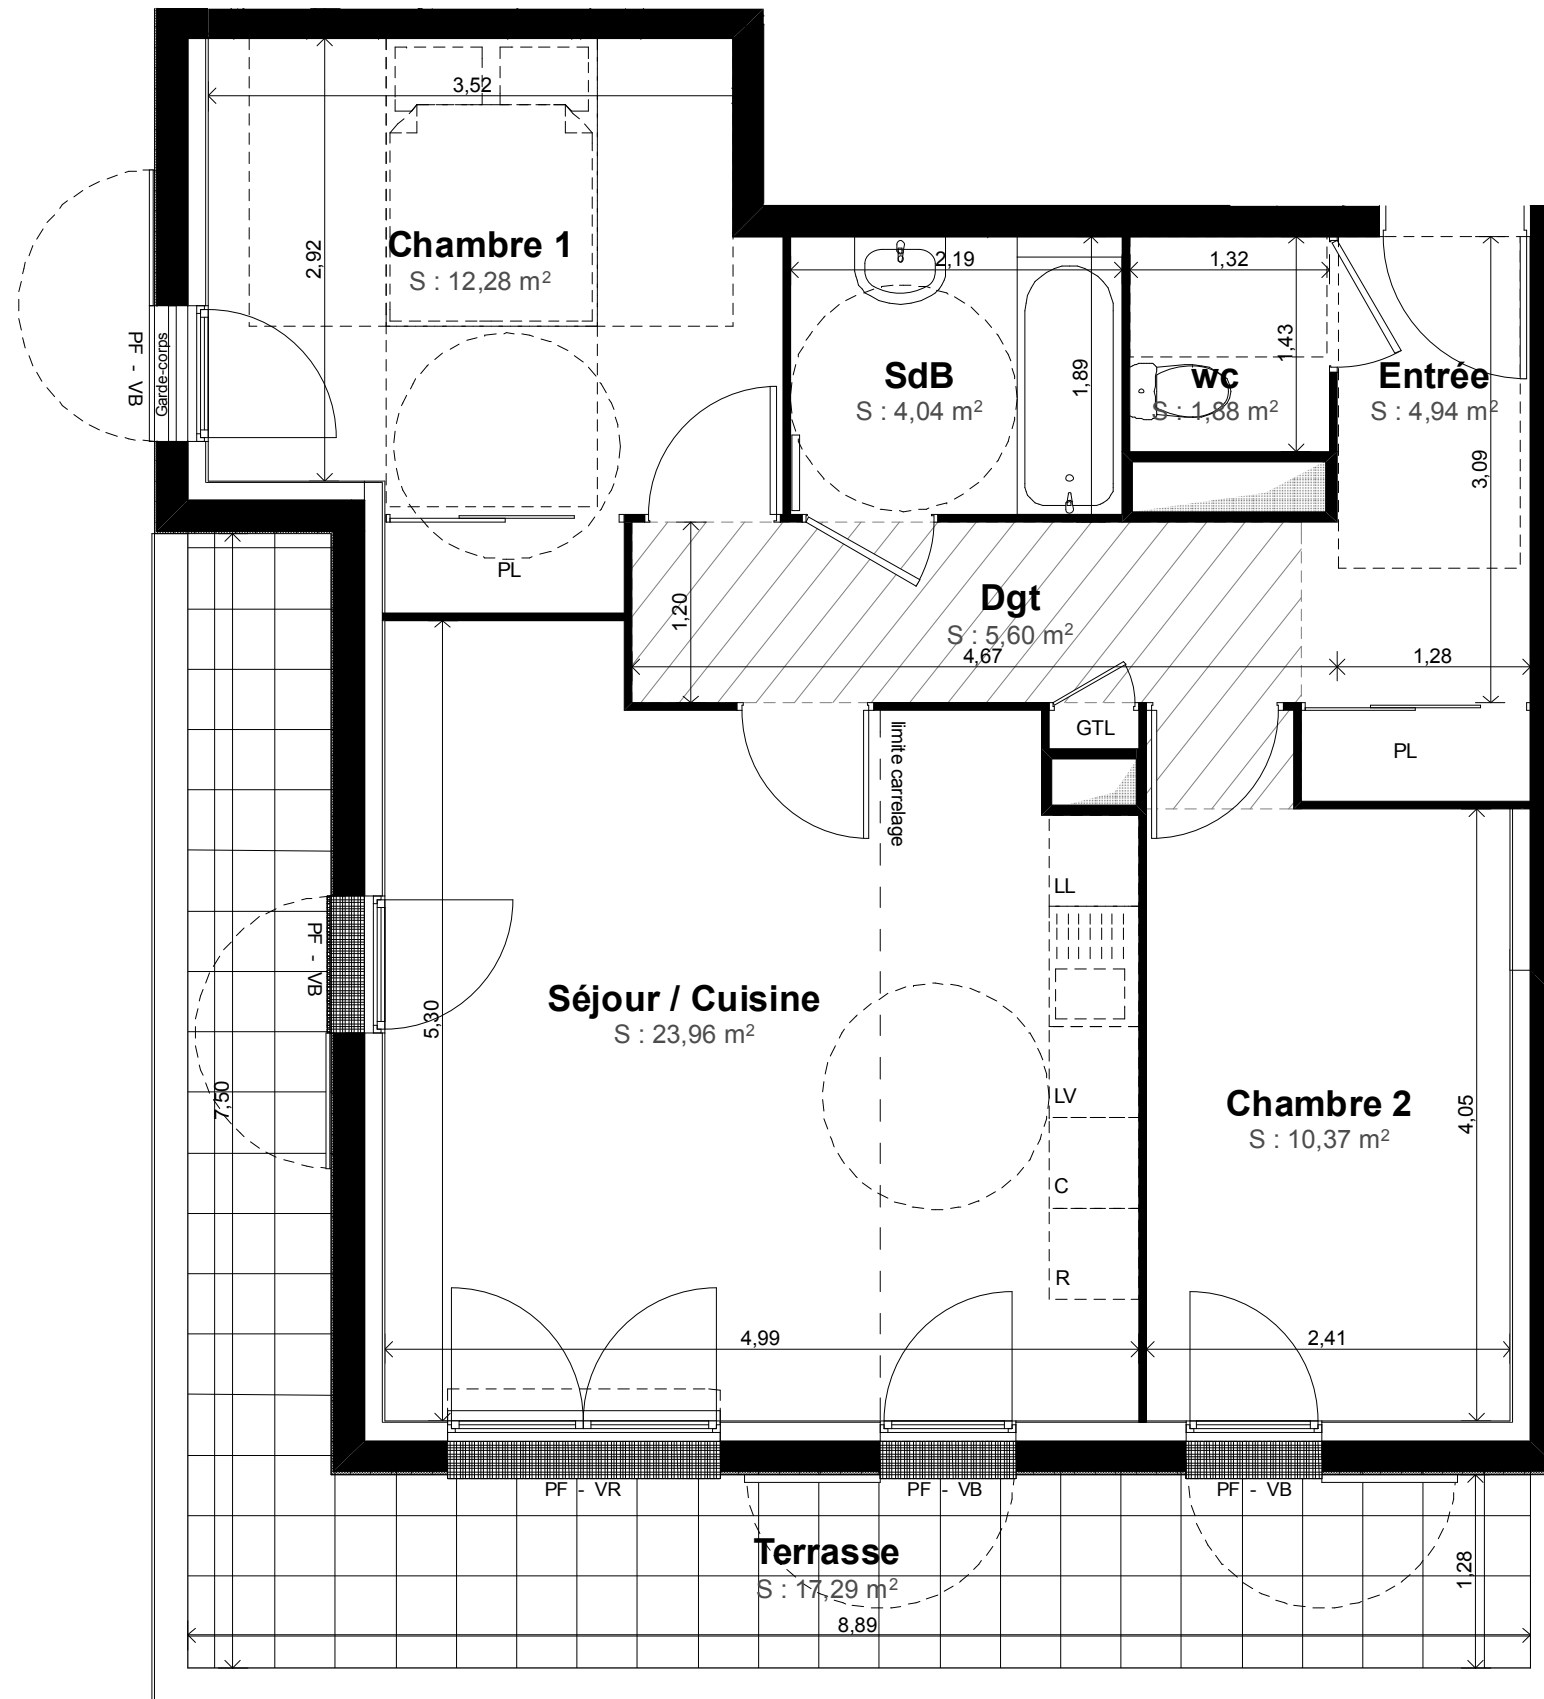 3,52
Chambre 1
S : 12,28 m²
2,92
PF - VB
Garde-corps
PL
2,19
SdB
S : 4,04 m²
1,89
1,32
1,43
wc
S : 1,88 m²
Entrée
S : 4,94 m²
3,09
1,20
Dgt
S : 5,60 m²
4,67
1,28
GTL
PL
limite carrelage
PF - VB
5,30
7,50
Séjour / Cuisine
S : 23,96 m²
LL
LV
C
R
Chambre 2
S : 10,37 m²
4,05
4,99
2,41
PF - VR
PF - VB
PF - VB
Terrasse
S : 17,29 m²
8,89
1,28